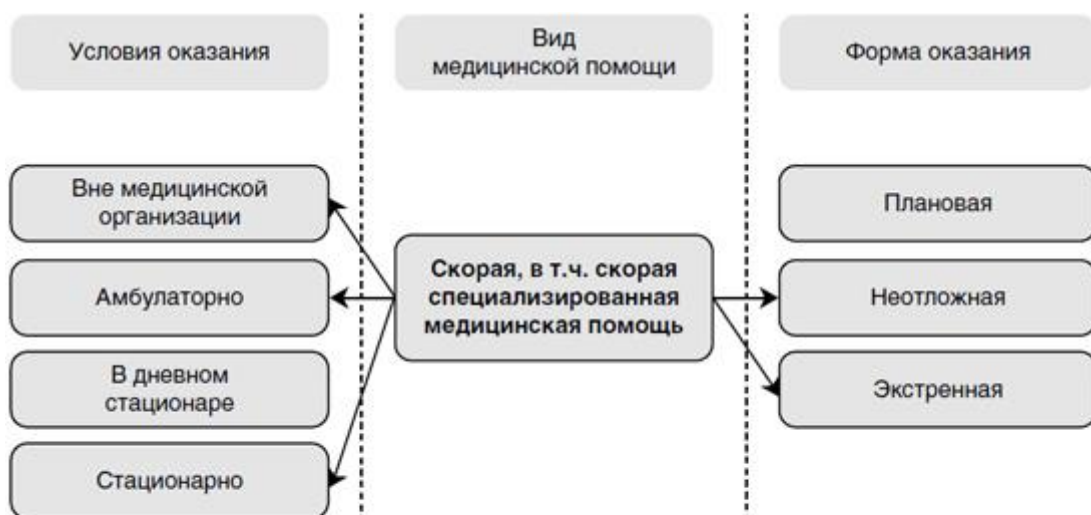 Условия оказания
Вид
медицинской помощи
Форма оказания
Вне медицинской
организации
Амбулаторно
В дневном
стационаре
Стационарно
Скорая, в т.ч. скорая
специализированная
медицинская помощь
Плановая
Неотложная
Экстренная